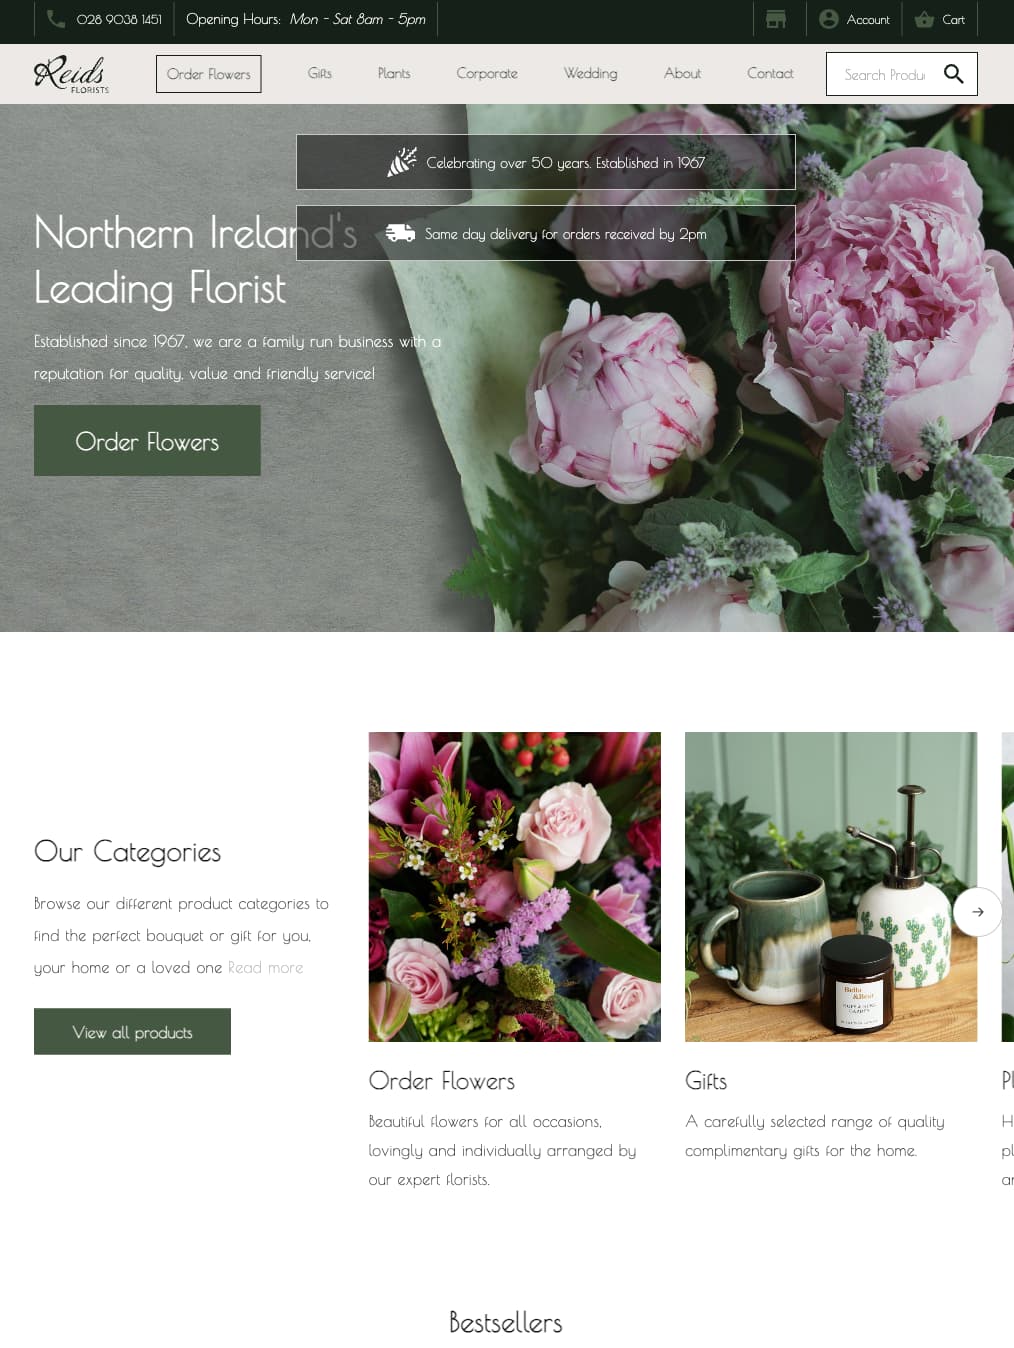 028 9038 1451
Opening Hours: Mon - Sat 8am - 5pm
Account
Cart
Reids
FLORISTS
Order Flowers
Gifts
Plants
Corporate
Wedding
About
Contact
Search Produ
Celebrating over 50 years. Established in 1967
Same day delivery for orders received by 2pm
Northern Ireland's
Leading Florist
Established since 1967, we are a family run business with a
reputation for quality, value and friendly service!
Order Flowers
Our Categories
Browse our different product categories to
find the perfect bouquet or gift for you,
your home or a loved one Read more
View all products
Order Flowers
Beautiful flowers for all occasions,
lovingly and individually arranged by
our expert florists.
Gifts
A carefully selected range of quality
complimentary gifts for the home.
Pl
H
pl
ar
Bestsellers